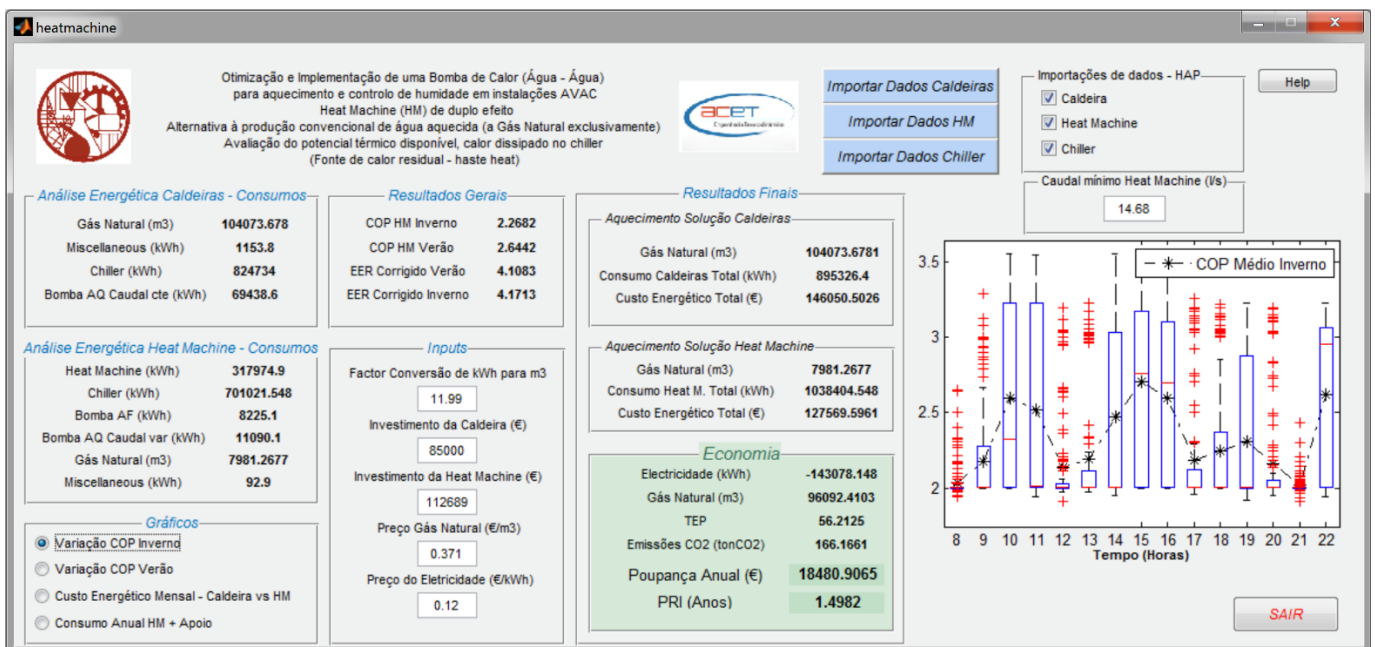 heatmachine
Otimização e Implementação de uma Bomba de Calor (Água - Água)
para aquecimento e controlo de humidade em instalações AVAC
Heat Machine (HM) de duplo efeito
Alternativa à produção convencional de água aquecida (a Gás Natural exclusivamente)
Avaliação do potencial térmico disponível, calor dissipado no chiller
(Fonte de calor residual - haste heat)
acet
Engenharia Termodinâmica
Importar Dados Caldeiras
Importar Dados HM
Importar Dados Chiller
Importações de dados - HAP
Caldeira
Heat Machine
Chiller
Help
Caudal mínimo Heat Machine (l/s)
14.68
Análise Energética Caldeiras - Consumos
Gás Natural (m3) 104073.678
Miscellaneous (kWh) 1153.8
Chiller (kWh) 824734
Bomba AQ Caudal cte (kWh) 69438.6
Resultados Gerais
COP HM Inverno 2.2682
COP HM Verão 2.6442
EER Corrigido Verão 4.1083
EER Corrigido Inverno 4.1713
Resultados Finais
Aquecimento Solução Caldeiras
Gás Natural (m3) 104073.6781
Consumo Caldeiras Total (kWh) 895326.4
Custo Energético Total (€) 146050.5026
Análise Energética Heat Machine - Consumos
Heat Machine (kWh) 317974.9
Chiller (kWh) 701021.548
Bomba AF (kWh) 8225.1
Bomba AQ Caudal var (kWh) 11090.1
Gás Natural (m3) 7981.2677
Miscellaneous (kWh) 92.9
Inputs
Factor Conversão de kWh para m3
11.99
Investimento da Caldeira (€)
85000
Investimento da Heat Machine (€)
112689
Preço Gás Natural (€/m3)
0.371
Preço do Eletricidade (€/kWh)
0.12
Aquecimento Solução Heat Machine
Gás Natural (m3) 7981.2677
Consumo Heat M. Total (kWh) 1038404.548
Custo Energético Total (€) 127569.5961
Economia
Electricidade (kWh) -143078.148
Gás Natural (m3) 96092.4103
TEP 56.2125
Emissões CO2 (tonCO2) 166.1661
Poupança Anual (€) 18480.9065
PRI (Anos) 1.4982
Gráficos
Variação COP Inverno
Variação COP Verão
Custo Energético Mensal - Caldeira vs HM
Consumo Anual HM + Apoio
COP Médio Inverno
3.5
3
2.5
2
8 9 10 11 12 13 14 15 16 17 18 19 20 21 22
Tempo (Horas)
SAIR